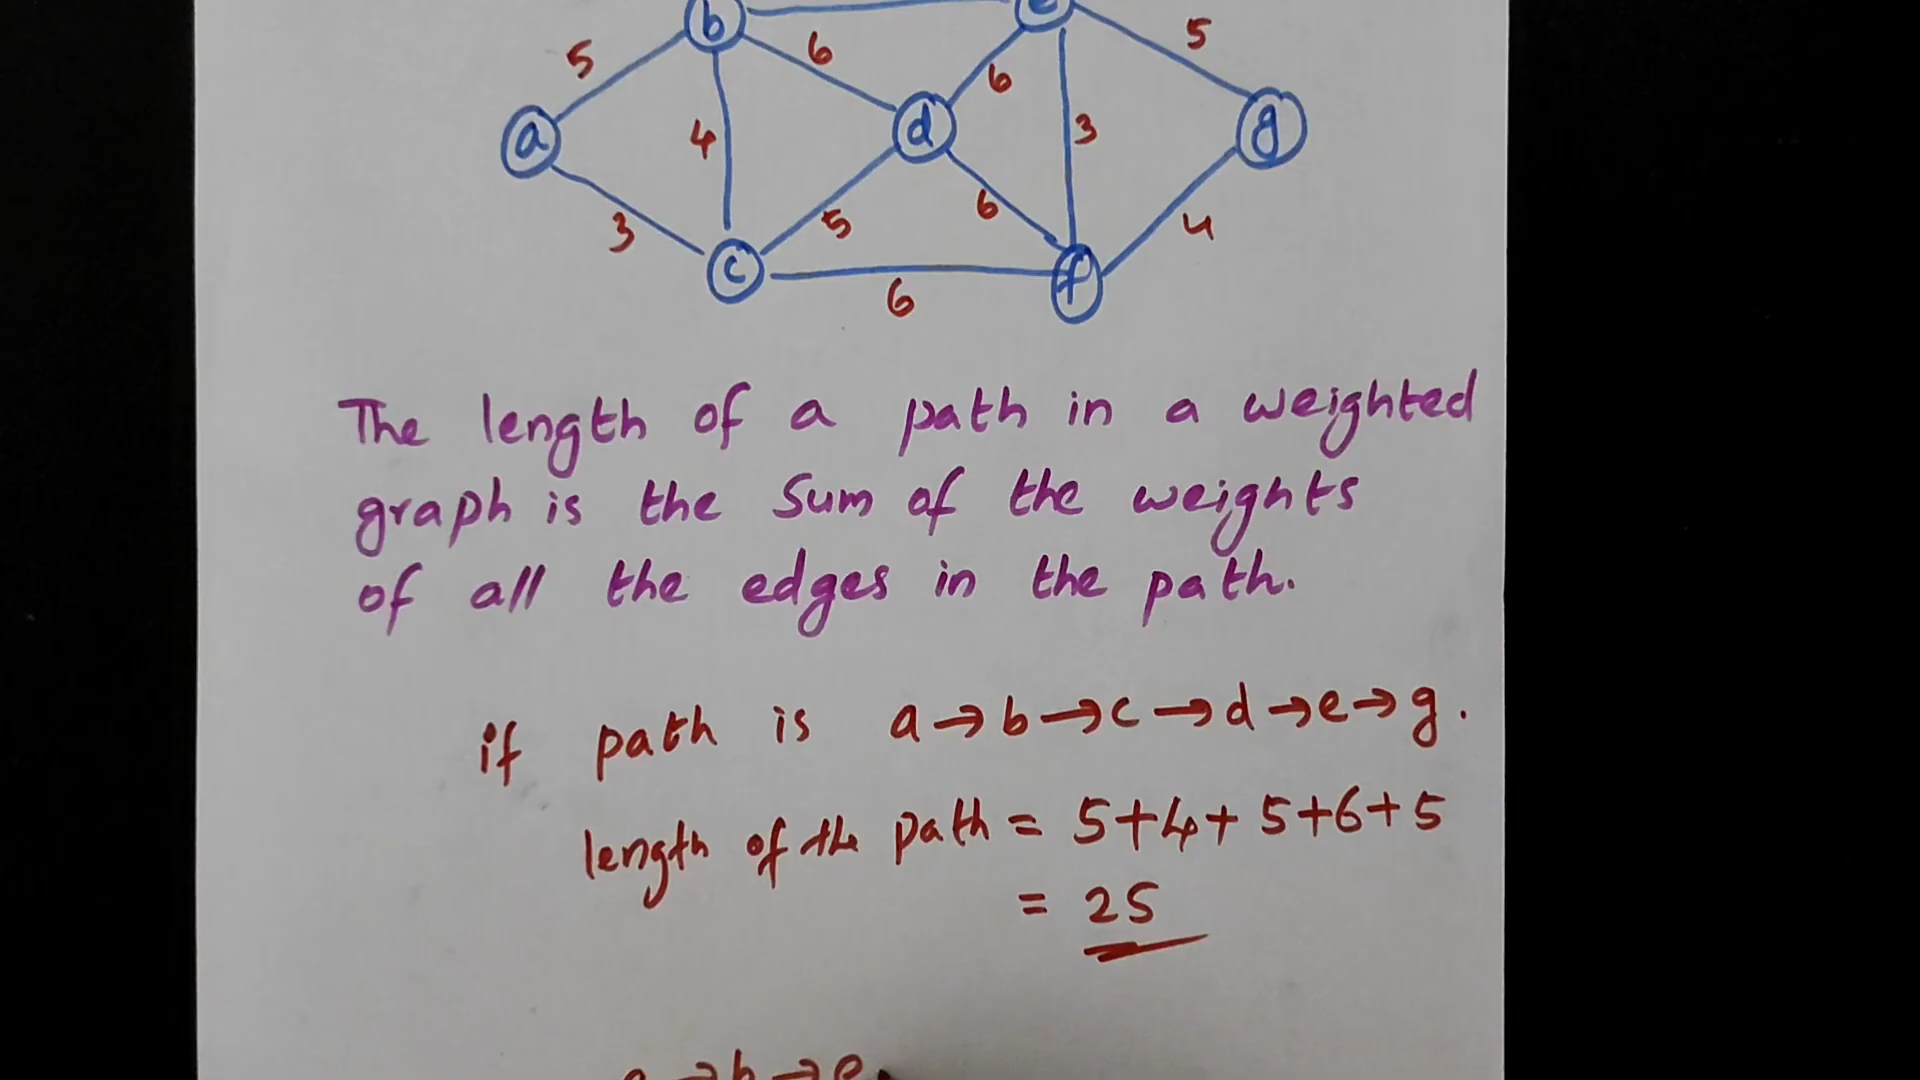 b e
5 6 6 5
a 4 d 3 g
3 5 6 4
c f
6
The length of a path in a weighted
graph is the sum of the weights
of all the edges in the path.
if path is a→b→c→d→e→g.
length of the path = 5+4+5+6+5
= 25
a→b→e